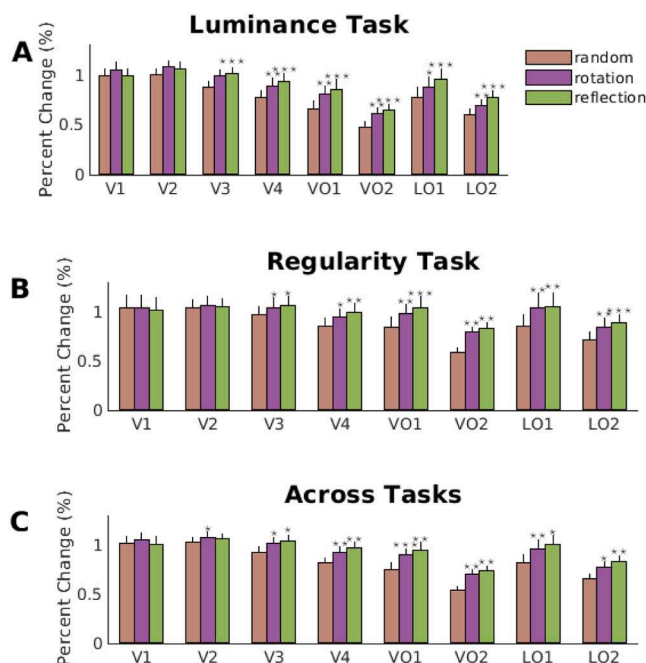 Luminance Task
A
Percent Change (%)
1
0.5
0
V1 V2 V3 V4 VO1 VO2 LO1 LO2
random
rotation
reflection
Regularity Task
B
Percent Change (%)
1
0.5
0
V1 V2 V3 V4 VO1 VO2 LO1 LO2
Across Tasks
C
Percent Change (%)
1
0.5
0
V1 V2 V3 V4 VO1 VO2 LO1 LO2